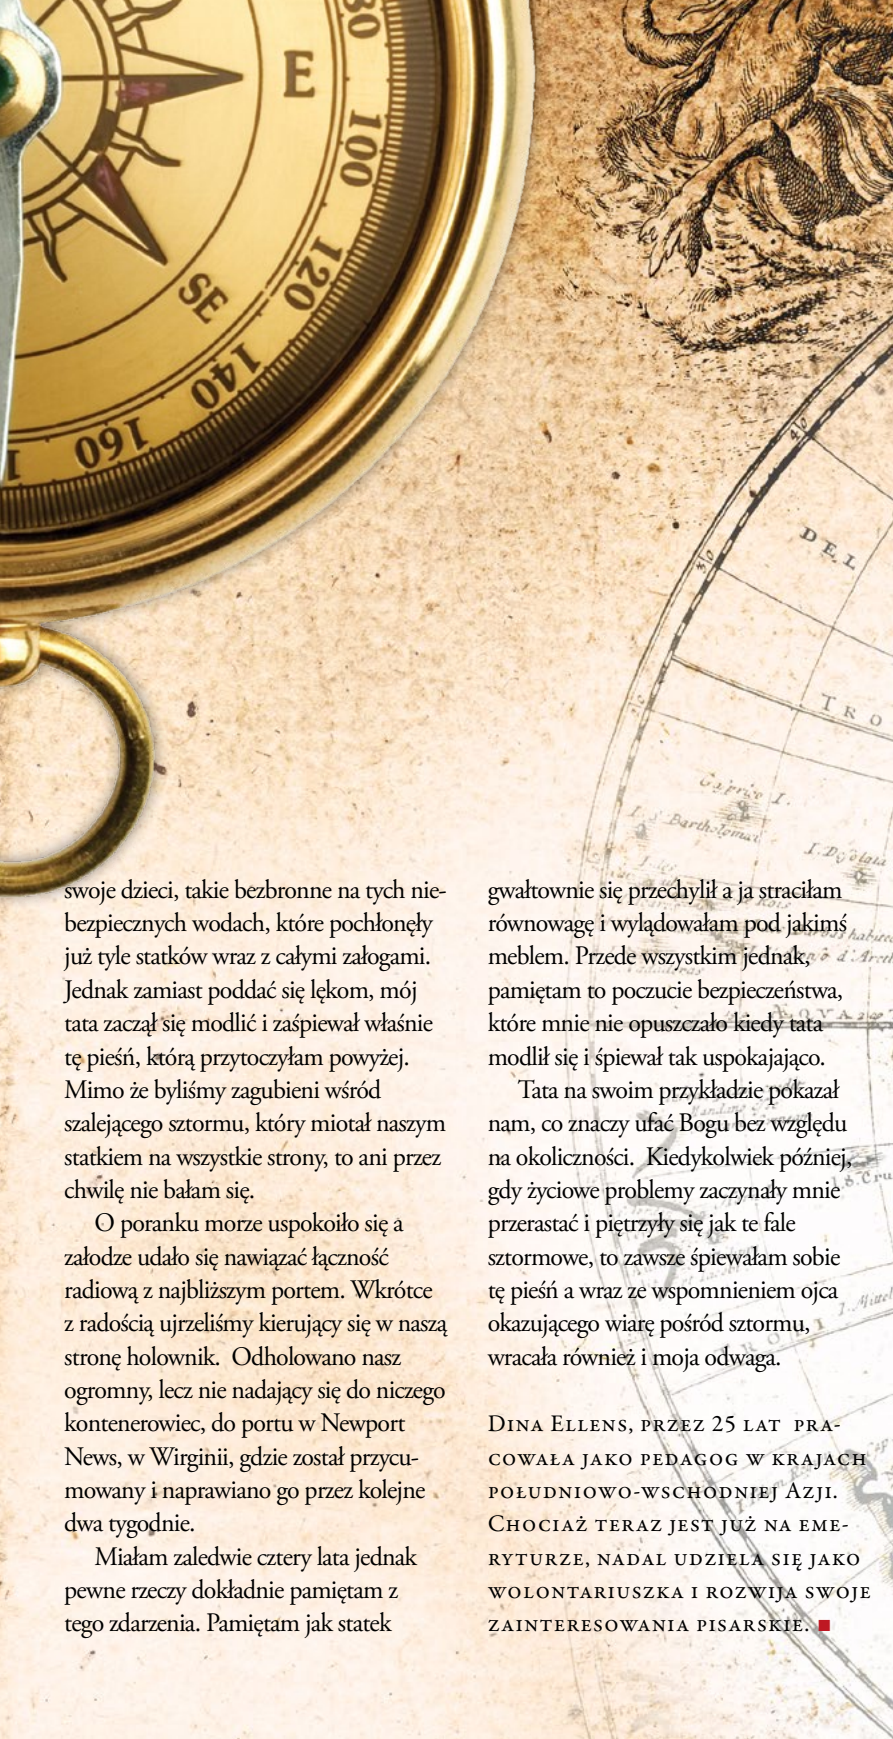 E
80
100
SE
120
140
160
40
30
DEL
TRO
swoje dzieci, takie bezbronne na tych nie-
bezpiecznych wodach, które pochłonęły
już tyle statków wraz z całymi załogami.
Jednak zamiast poddać się lękom, mój
tata zaczął się modlić i zaśpiewał właśnie
tę pieśń, którą przytoczyłam powyżej.
Mimo że byliśmy zagubieni wśród
szalejącego sztormu, który miotał naszym
statkiem na wszystkie strony, to ani przez
chwilę nie bałam się.
O poranku morze uspokoiło się a
załodze udało się nawiązać łączność
radiową z najbliższym portem. Wkrótce
z radością ujrzeliśmy kierujący się w naszą
stronę holownik.  Odholowano nasz
ogromny, lecz nie nadający się do niczego
kontenerowiec, do portu w Newport
News, w Wirginii, gdzie został przycu-
mowany i naprawiano go przez kolejne
dwa tygodnie.
Miałam zaledwie cztery lata jednak
pewne rzeczy dokładnie pamiętam z
tego zdarzenia. Pamiętam jak statek
gwałtownie się przechylił a ja straciłam
równowagę i wylądowałam pod jakimś
meblem. Przede wszystkim jednak,
pamiętam to poczucie bezpieczeństwa,
które mnie nie opuszczało kiedy tata
modlił się i śpiewał tak uspokajająco.
Tata na swoim przykładzie pokazał
nam, co znaczy ufać Bogu bez względu
na okoliczności.  Kiedykolwiek później,
gdy życiowe problemy zaczynały mnie
przerastać i piętrzyły się jak te fale
sztormowe, to zawsze śpiewałam sobie
tę pieśń a wraz ze wspomnieniem ojca
okazującego wiarę pośród sztormu,
wracała również i moja odwaga.
Dina Ellens, przez 25 lat  pra-
cowała jako pedagog w krajach
południowo-wschodniej Azji.
Chociaż teraz jest już na eme-
ryturze, nadal udziela się jako
wolontariuszka i rozwija swoje
zainteresowania pisarskie.